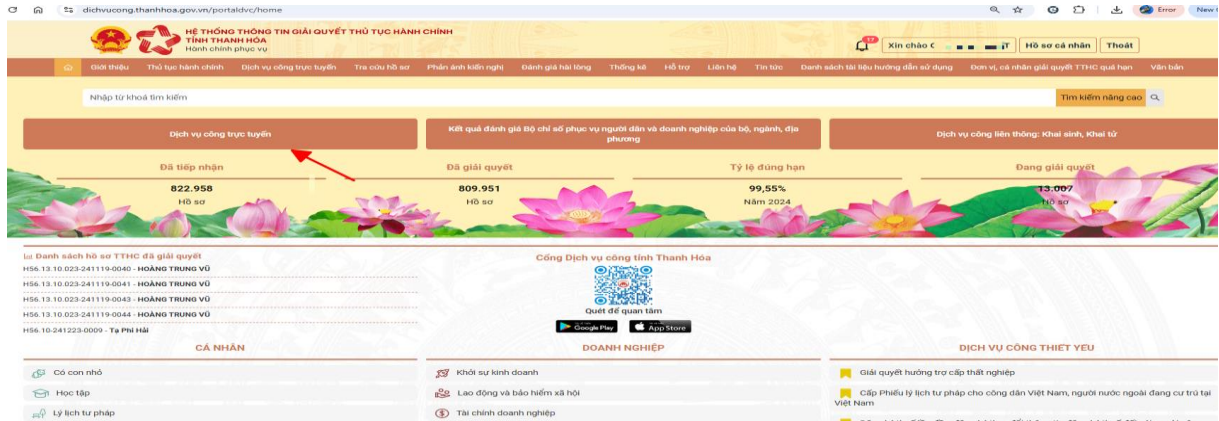 dichvucong.thanhhoa.gov.vn/portaldvc/home
Error
New
HỆ THỐNG THÔNG TIN GIẢI QUYẾT THỦ TỤC HÀNH CHÍNH
TỈNH THANH HÓA
Hành chính phục vụ
17
Xin chào
Hồ sơ cá nhân
Thoát
Giới thiệu Thủ tục hành chính Dịch vụ công trực tuyến Tra cứu hồ sơ Phản ánh kiến nghị Đánh giá hài lòng Thống kê Hỗ trợ Liên hệ Tin tức Danh sách tài liệu hướng dẫn sử dụng Đơn vị, cá nhân giải quyết TTHC quá hạn Văn bản
Nhập từ khoá tìm kiếm
Tìm kiếm nâng cao
Dịch vụ công trực tuyến
Kết quả đánh giá Bộ chỉ số phục vụ người dân và doanh nghiệp của bộ, ngành, địa
phương
Dịch vụ công liên thông: Khai sinh, Khai tử
Đã tiếp nhận
822.958
Hồ sơ
Đã giải quyết
809.951
Hồ sơ
Tỷ lệ đúng hạn
99,55%
Năm 2024
Đang giải quyết
13.007
Hồ sơ
Danh sách hồ sơ TTHC đã giải quyết
H56.13.10.023-241119-0040 - HOÀNG TRUNG VŨ
H56.13.10.023-241119-0041 - HOÀNG TRUNG VŨ
H56.13.10.023-241119-0043 - HOÀNG TRUNG VŨ
H56.13.10.023-241119-0044 - HOÀNG TRUNG VŨ
H56.10-241223-0009 - Tạ Phi Hải
Cổng Dịch vụ công tỉnh Thanh Hóa
Quét để quan tâm
Google Play
App Store
CÁ NHÂN
Có con nhỏ
Học tập
Lý lịch tư pháp
DOANH NGHIỆP
Khởi sự kinh doanh
Lao động và bảo hiểm xã hội
Tài chính doanh nghiệp
DỊCH VỤ CÔNG THIẾT YẾU
Giải quyết hưởng trợ cấp thất nghiệp
Cấp Phiếu lý lịch tư pháp cho công dân Việt Nam, người nước ngoài đang cư trú tại
Việt Nam